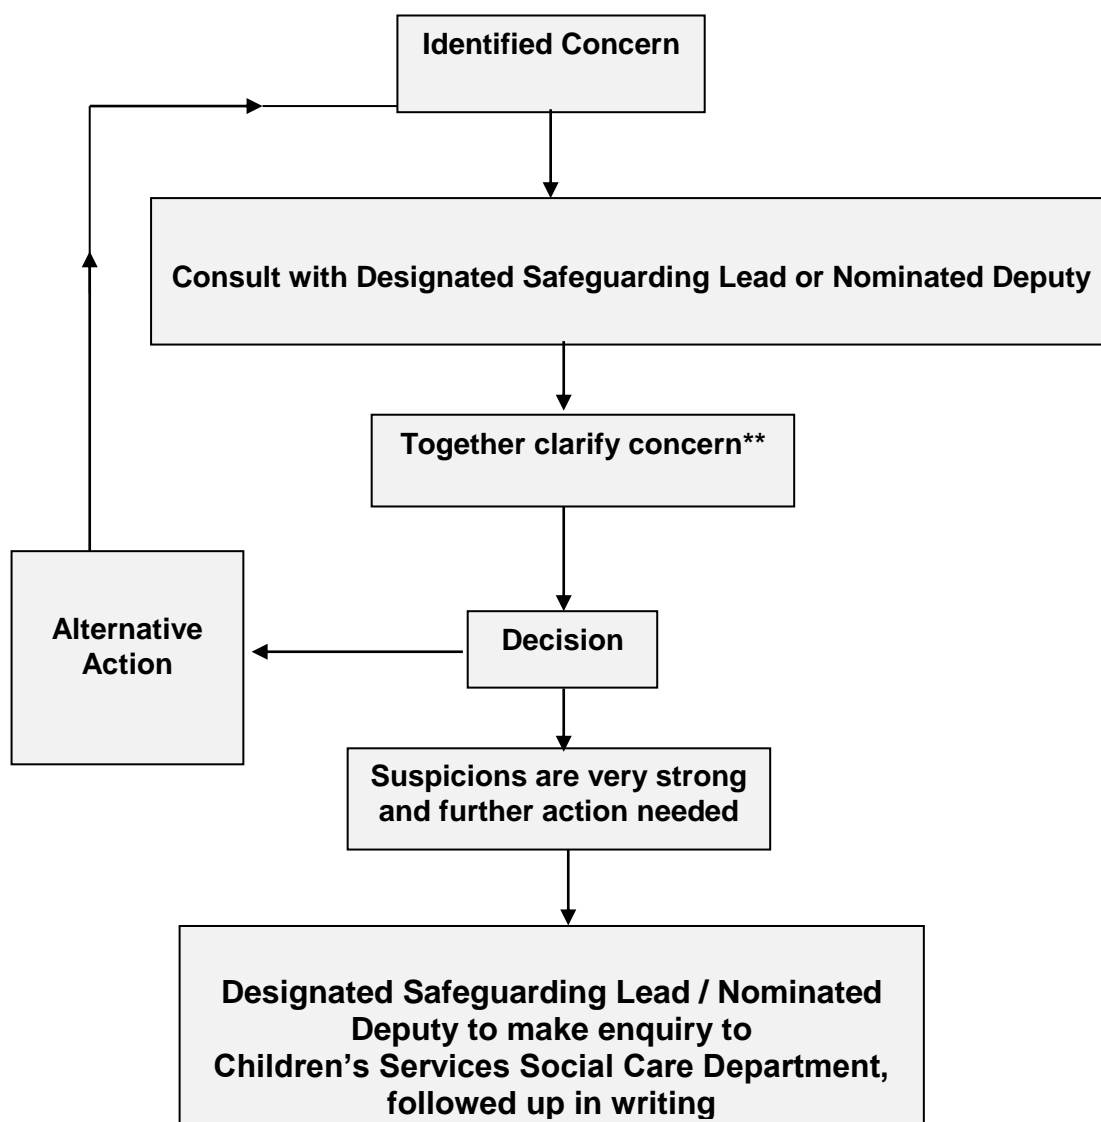 Identified Concern
Consult with Designated Safeguarding Lead or Nominated Deputy
Together clarify concern**
Decision
Alternative
Action
Suspicions are very strong
and further action needed
Designated Safeguarding Lead / Nominated
Deputy to make enquiry to
Children’s Services Social Care Department,
followed up in writing